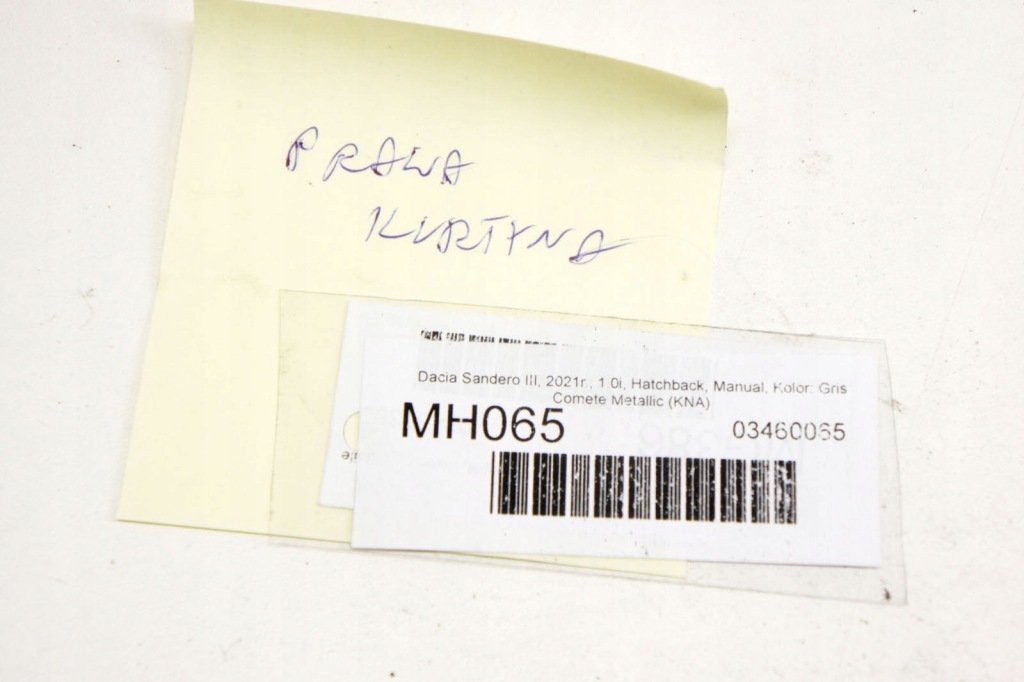 PRAWA
KURTYNA
Dacia Sandero III, 2021r., 1.0i, Hatchback, Manual, Kolor: Gris
Comete Metallic (KNA)
MH065
03460065